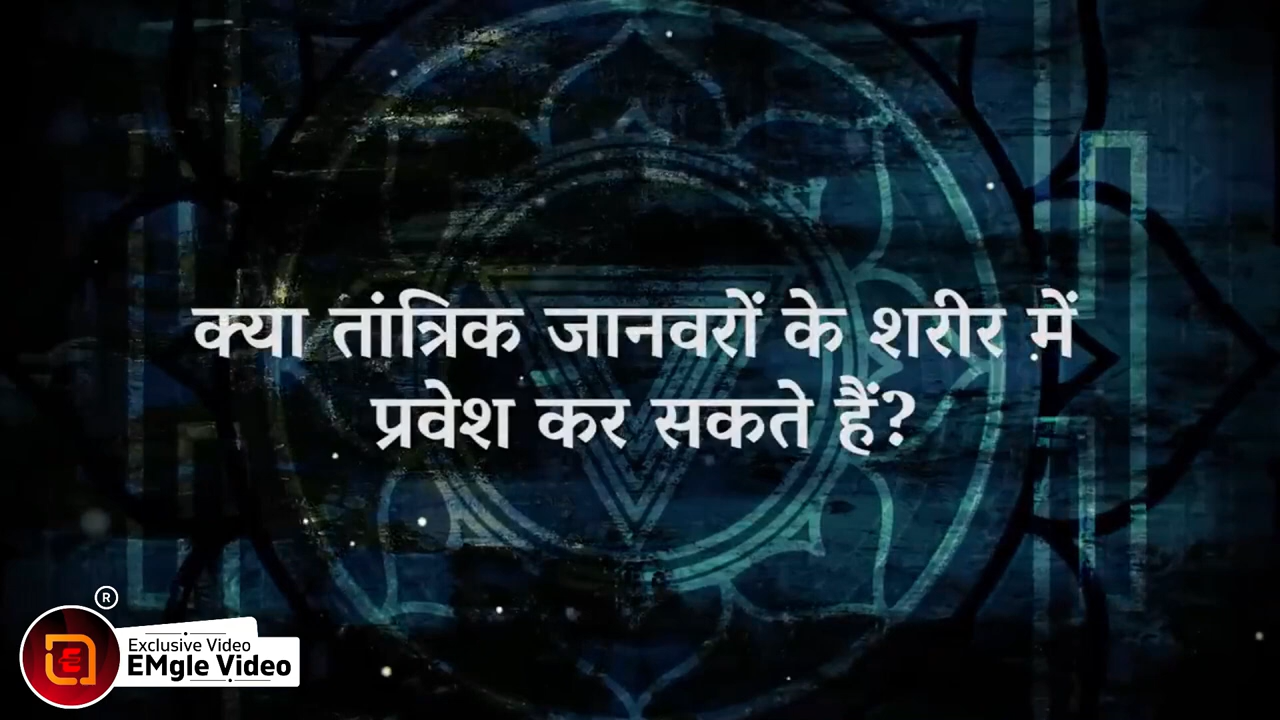 क्या तांत्रिक जानवरों के शरीर में
प्रवेश कर सकते हैं?
R
Exclusive Video
EMgle Video